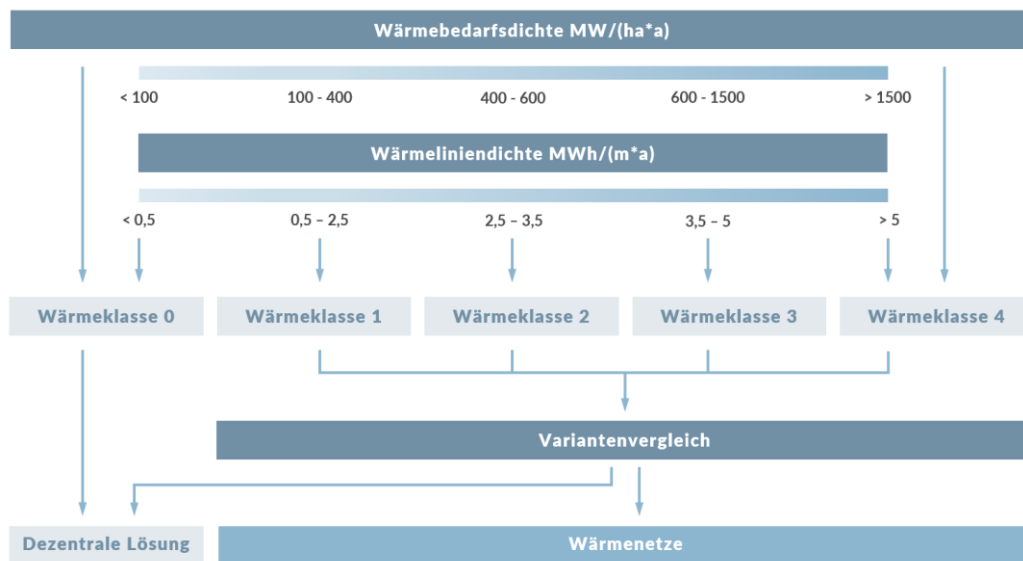 Wärmebedarfsdichte MW/(ha*a)
< 100 100 - 400 400 - 600 600 - 1500 > 1500
Wärmeliniendichte MWh/(m*a)
< 0,5 0,5 – 2,5 2,5 – 3,5 3,5 – 5 > 5
Wärmeklasse 0 Wärmeklasse 1 Wärmeklasse 2 Wärmeklasse 3 Wärmeklasse 4
Variantenvergleich
Dezentrale Lösung Wärmenetze